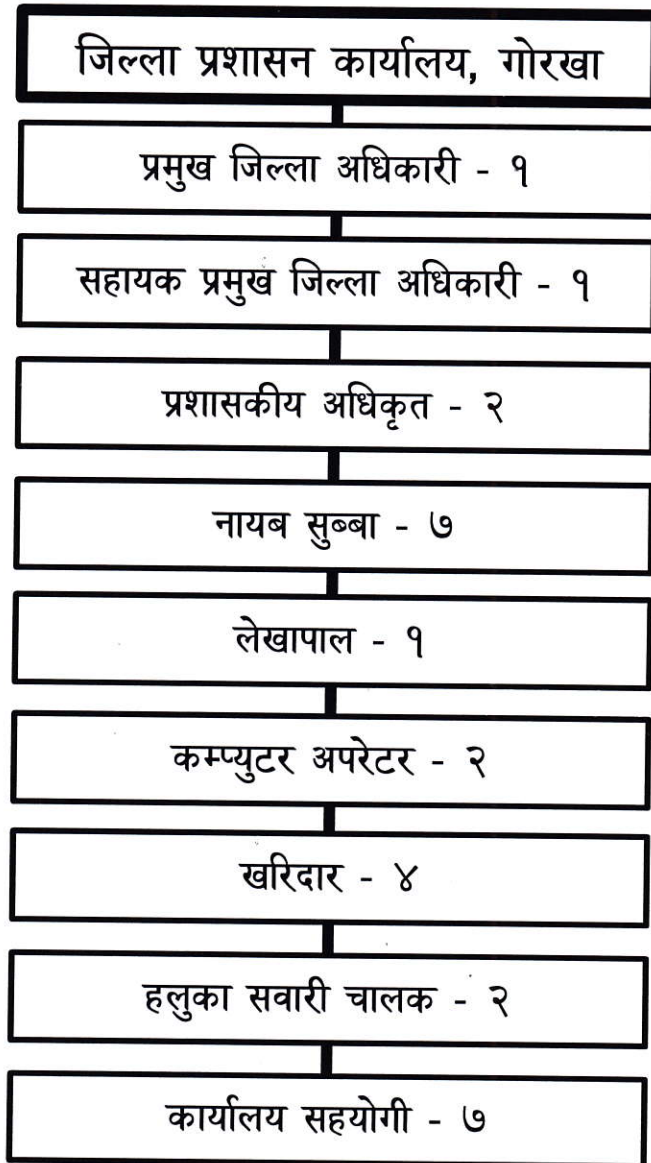 जिल्ला प्रशासन कार्यालय, गोरखा
प्रमुख जिल्ला अधिकारी - १
सहायक प्रमुख जिल्ला अधिकारी - १
प्रशासकीय अधिकृत - २
नायब सुब्बा - ७
लेखापाल - १
कम्प्युटर अपरेटर - २
खरिदार - ४
हलुका सवारी चालक - २
कार्यालय सहयोगी - ७